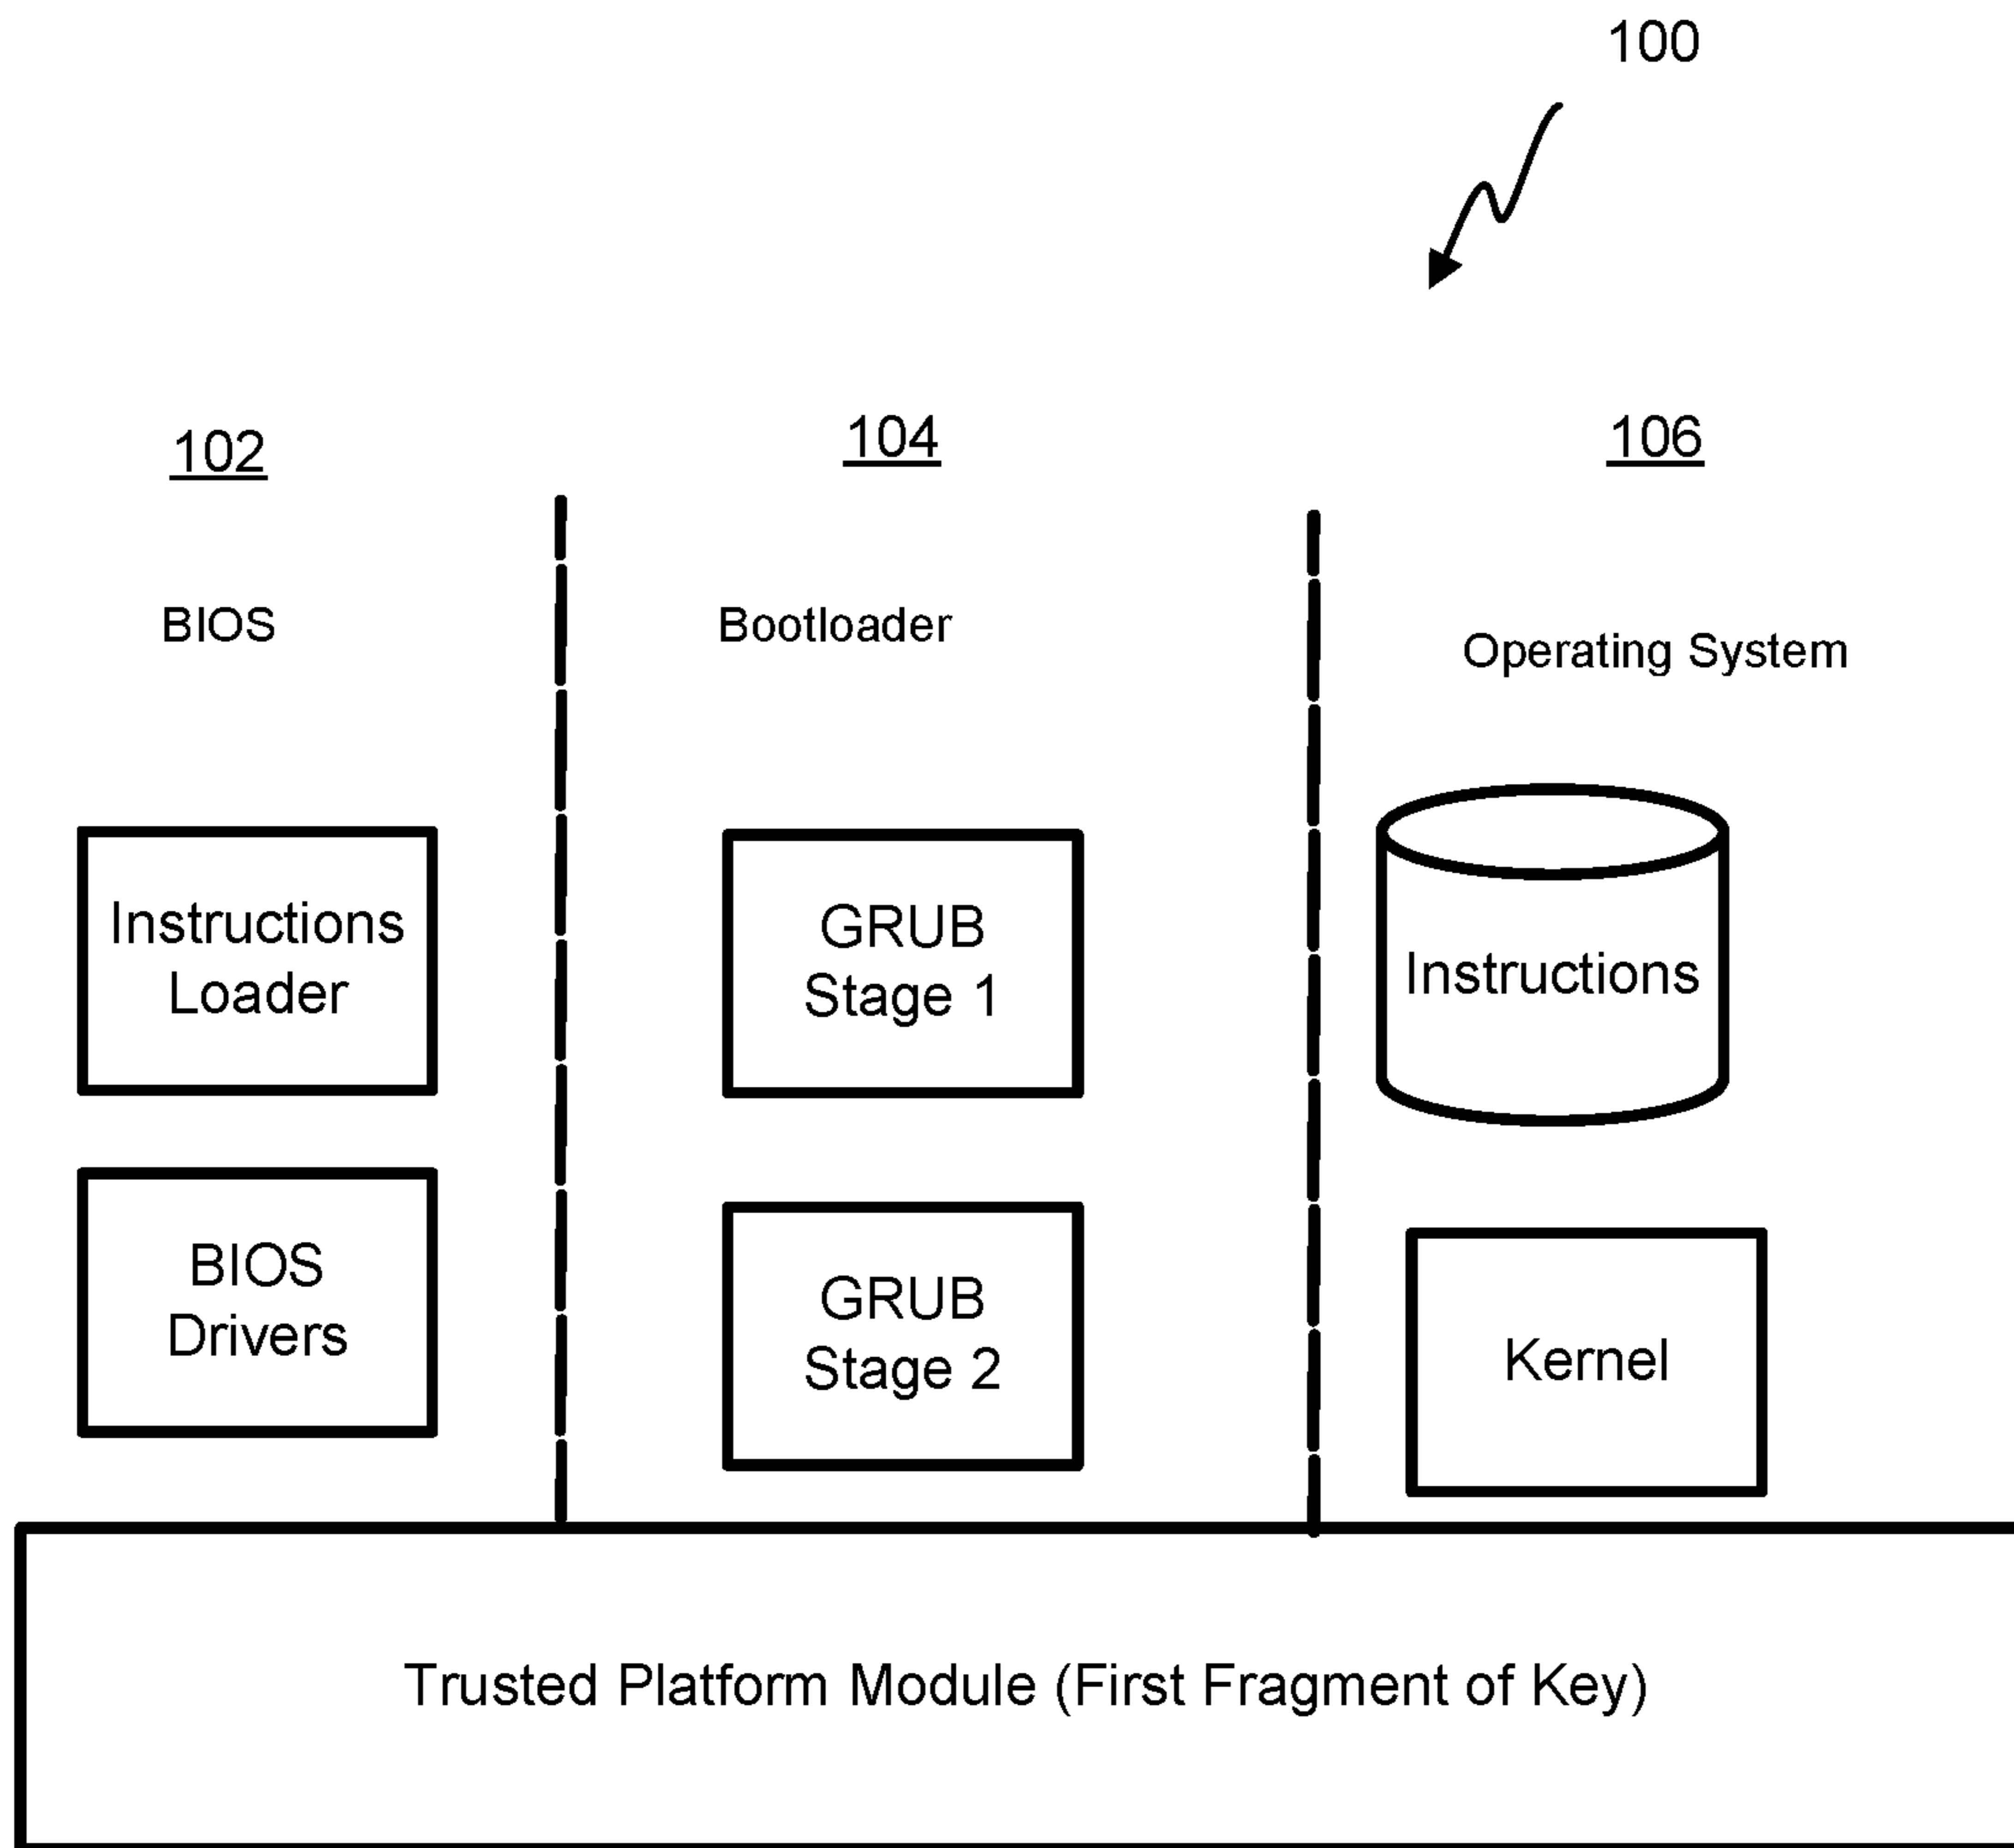 100
102
104
106
BIOS
Bootloader
Operating System
Instructions
Loader
GRUB
Stage 1
Instructions
BIOS
Drivers
GRUB
Stage 2
Kernel
Trusted Platform Module (First Fragment of Key)